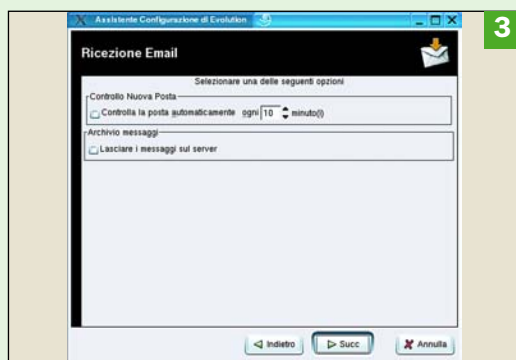 Assistente Configurazione di Evolution
3
Ricezione Email
Selezionare una delle seguenti opzioni
Controllo Nuova Posta
Controlla la posta automaticamente ogni 10 minuto(i)
Archivio messaggi
Lasciare i messaggi sul server
Indietro
Succ
Annulla